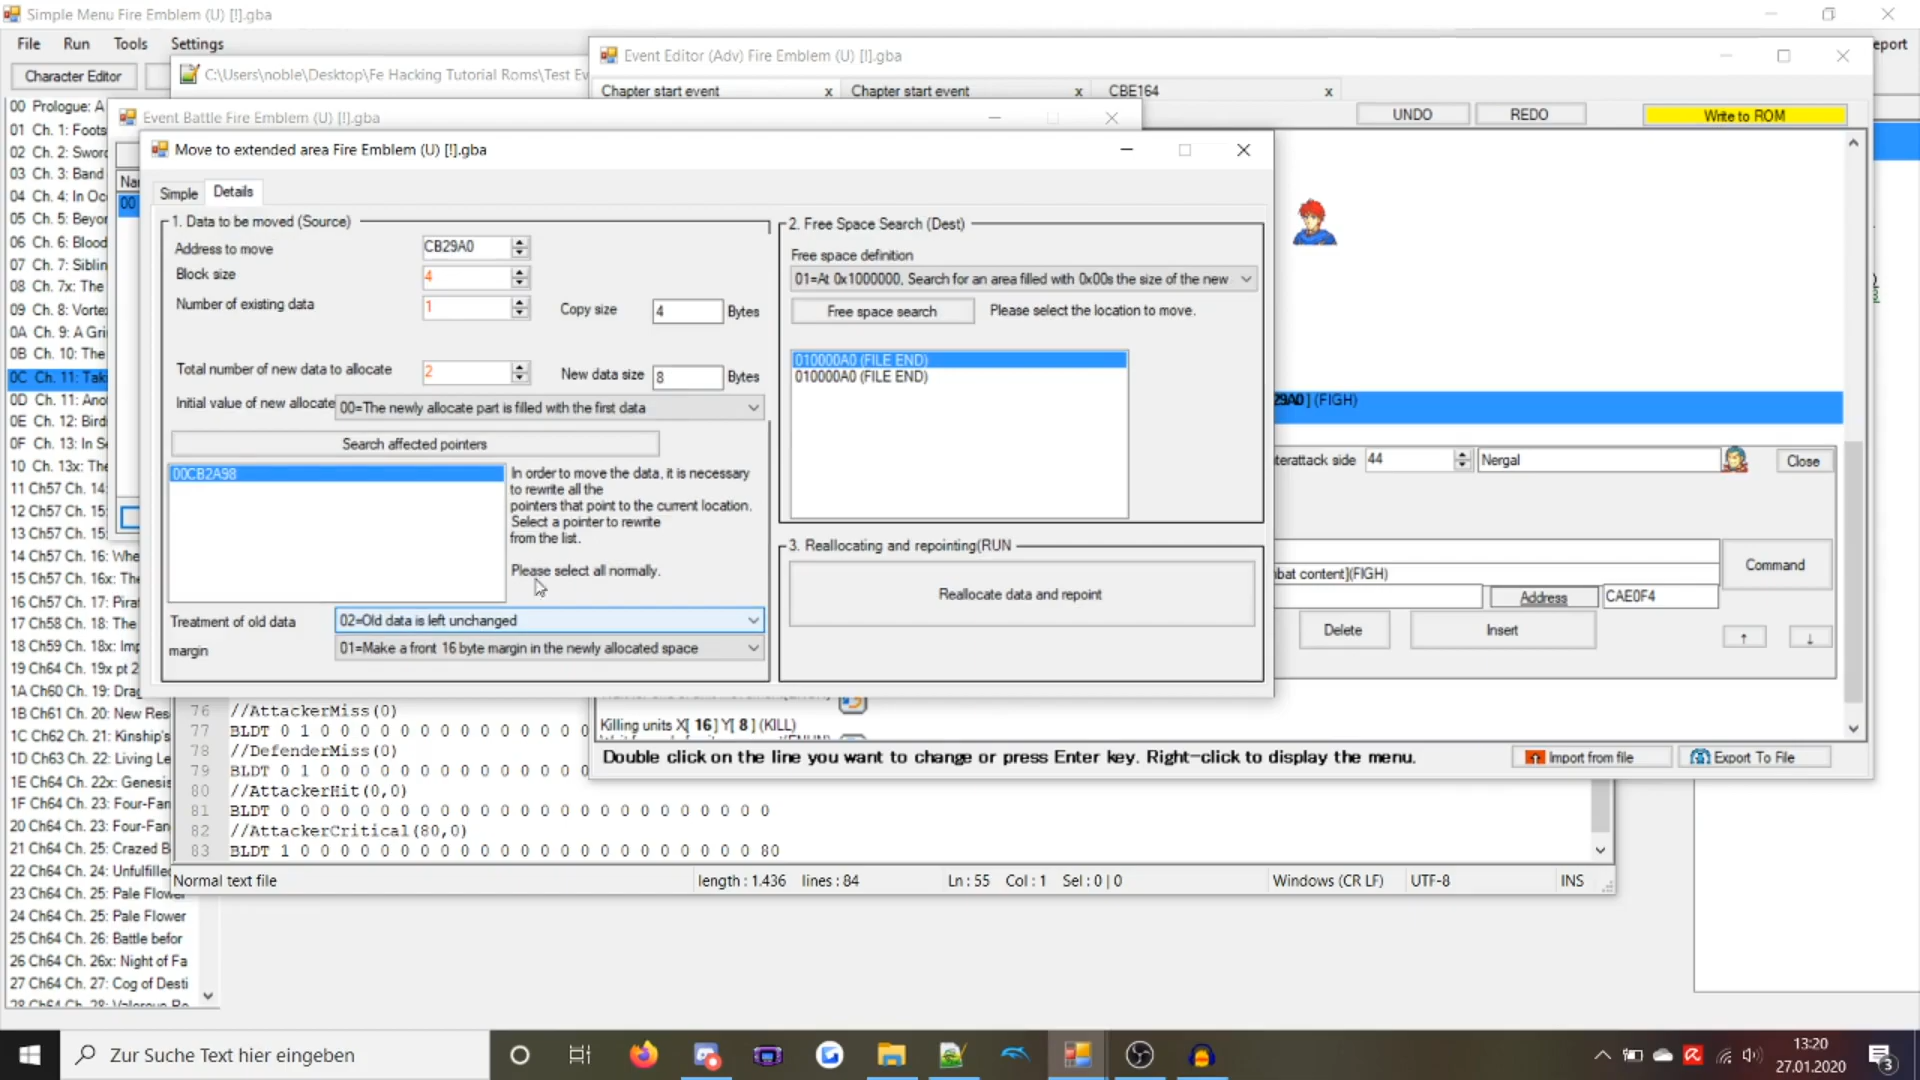 Simple Menu Fire Emblem (U) [!].gba
File Run Tools Settings
Character Editor
00 Prologue: A
01 Ch. 1: Foots
02 Ch. 2: Sword
03 Ch. 3: Band
04 Ch. 4: In Oc
05 Ch. 5: Beyo
06 Ch. 6: Blood
07 Ch. 7: Siblin
08 Ch. 7x: The
09 Ch. 8: Vorte
0A Ch. 9: A Gri
0B Ch. 10: The
0C Ch. 11: Taki
0D Ch. 11: Ano
0E Ch. 12: Birdi
0F Ch. 13: In Se
10 Ch. 13x: The
11 Ch57 Ch. 14:
12 Ch57 Ch. 15:
13 Ch57 Ch. 15:
14 Ch57 Ch. 16: Whe
15 Ch57 Ch. 16x: The
16 Ch57 Ch. 17: Pirat
17 Ch58 Ch. 18: The
18 Ch59 Ch. 18x: Imp
19 Ch64 Ch. 19x pt 2
1A Ch60 Ch. 19: Drag
1B Ch61 Ch. 20: New Res
1C Ch62 Ch. 21: Kinship's
1D Ch63 Ch. 22: Living Le
1E Ch64 Ch. 22x: Genesis
1F Ch64 Ch. 23: Four-Fan
20 Ch64 Ch. 23: Four-Fan
21 Ch64 Ch. 25: Crazed B
22 Ch64 Ch. 24: Unfulfilled
23 Ch64 Ch. 25: Pale Flower
24 Ch64 Ch. 25: Pale Flower
25 Ch64 Ch. 26: Battle befor
26 Ch64 Ch. 26x: Night of Fa
27 Ch64 Ch. 27: Cog of Desti
28 Ch64 Ch. 28: Valorous Ro
C:\Users\noble\Desktop\Fe Hacking Tutorial Roms\Test Ev
Event Battle Fire Emblem (U) [!].gba
00
Event Editor (Adv) Fire Emblem (U) [!].gba
Chapter start event x Chapter start event x CBE164 x
UNDO REDO Write to ROM
eport
Move to extended area Fire Emblem (U) [!].gba
Simple Details
1. Data to be moved (Source)
Address to move CB29A0
Block size 4
Number of existing data 1 Copy size 4 Bytes
Total number of new data to allocate 2 New data size 8 Bytes
Initial value of new allocate 00=The newly allocate part is filled with the first data
Search affected pointers
00CB2A98
In order to move the data, it is necessary
to rewrite all the
pointers that point to the current location.
Select a pointer to rewrite
from the list.
Please select all normally.
Treatment of old data 02=Old data is left unchanged
margin 01=Make a front 16 byte margin in the newly allocated space
2. Free Space Search (Dest)
Free space definition
01=At 0x1000000, Search for an area filled with 0x00s the size of the new
Free space search Please select the location to move.
010000A0 (FILE END)
010000A0 (FILE END)
3. Reallocating and repointing(RUN
Reallocate data and repoint
29A0] (FIGH)
terattack side 44 Nergal Close
bat content](FIGH) Command
Address CAE0F4
Delete Insert ↑ ↓
Killing units X[ 16] Y[ 8] (KILL)
Double click on the line you want to change or press Enter key. Right-click to display the menu.
Import from file Export To File
76 //AttackerMiss(0)
77 BLDT 0 1 0 0 0 0 0 0 0 0 0 0 0 0 0 0
78 //DefenderMiss(0)
79 BLDT 0 1 0 0 0 0 0 0 0 0 0 0 0 0 0 0
80 //AttackerHit(0,0)
81 BLDT 0 0 0 0 0 0 0 0 0 0 0 0 0 0 0 0 0 0 0 0 0 0 0 0 0
82 //AttackerCritical(80,0)
83 BLDT 1 0 0 0 0 0 0 0 0 0 0 0 0 0 0 0 0 0 0 0 0 0 0 0 80
Normal text file length : 1.436 lines : 84 Ln : 55 Col : 1 Sel : 0 | 0 Windows (CR LF) UTF-8 INS
Zur Suche Text hier eingeben
13:20
27.01.2020
3